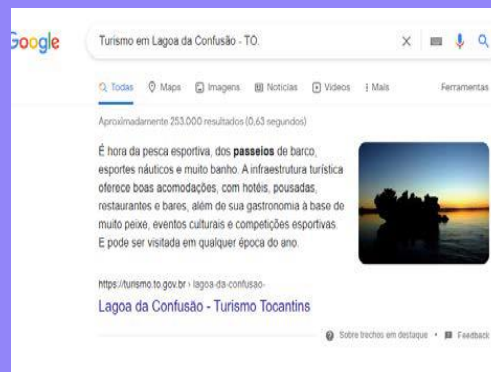 Google
Turismo em Lagoa da Confusão - TO.
Todas Maps Imagens Notícias Vídeos Mais Ferramentas
Aproximadamente 253.000 resultados (0,63 segundos)
É hora da pesca esportiva, dos passeios de barco,
esportes náuticos e muito banho. A infraestrutura turística
oferece boas acomodações, com hotéis, pousadas,
restaurantes e bares, além de sua gastronomia à base de
muito peixe, eventos culturais e competições esportivas.
E pode ser visitada em qualquer época do ano.
https://turismo.to.gov.br › lagoa-da-confusao-
Lagoa da Confusão - Turismo Tocantins
Sobre trechos em destaque • Feedback